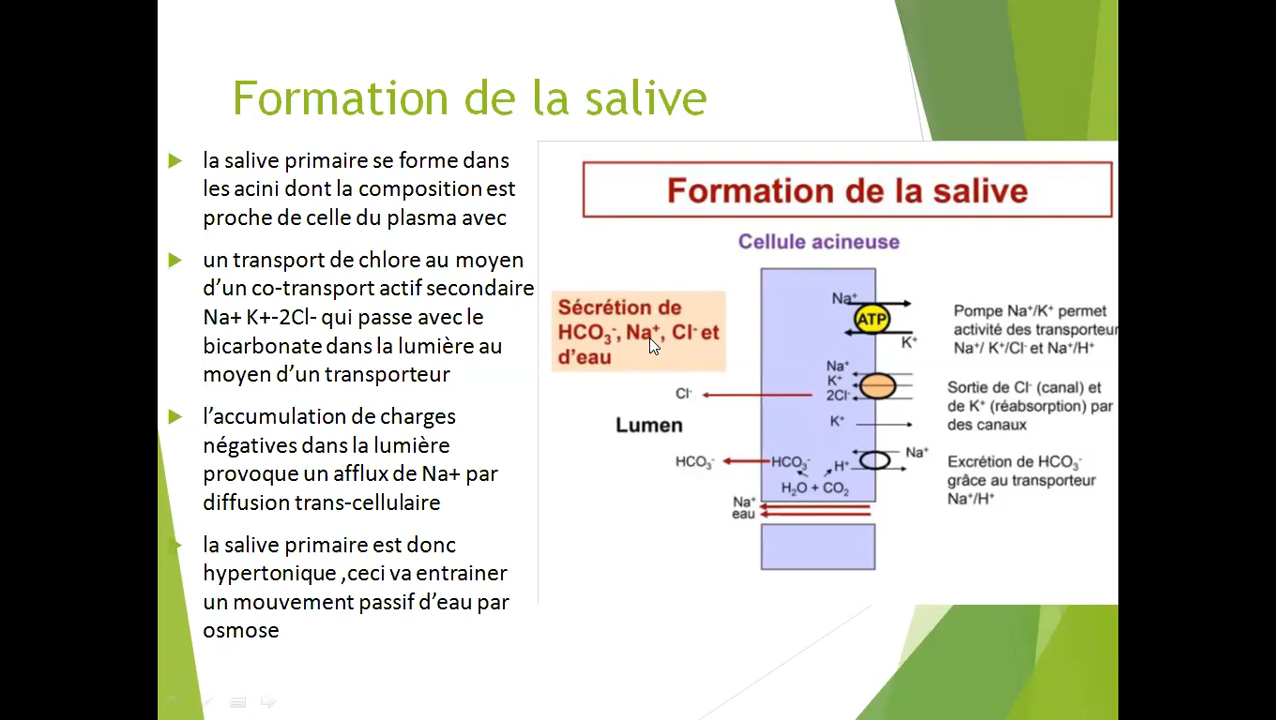 Formation de la salive
la salive primaire se forme dans
les acini dont la composition est
proche de celle du plasma avec
un transport de chlore au moyen
d’un co-transport actif secondaire
Na+ K+-2Cl- qui passe avec le
bicarbonate dans la lumière au
moyen d’un transporteur
l’accumulation de charges
négatives dans la lumière
provoque un afflux de Na+ par
diffusion trans-cellulaire
la salive primaire est donc
hypertonique ,ceci va entrainer
un mouvement passif d’eau par
osmose
Formation de la salive
Cellule acineuse
Sécrétion de
HCO₃⁻, Na⁺, Cl⁻ et
d’eau
Lumen
Cl⁻
HCO₃⁻
Na⁺
eau
Na⁺
ATP
K⁺
Na⁺
K⁺
2Cl⁻
K⁺
HCO₃⁻
H⁺
Na⁺
H₂O + CO₂
Pompe Na⁺/K⁺ permet
activité des transporteur
Na⁺/ K⁺/Cl⁻ et Na⁺/H⁺
Sortie de Cl⁻ (canal) et
de K⁺ (réabsorption) par
des canaux
Excrétion de HCO₃⁻
grâce au transporteur
Na⁺/H⁺